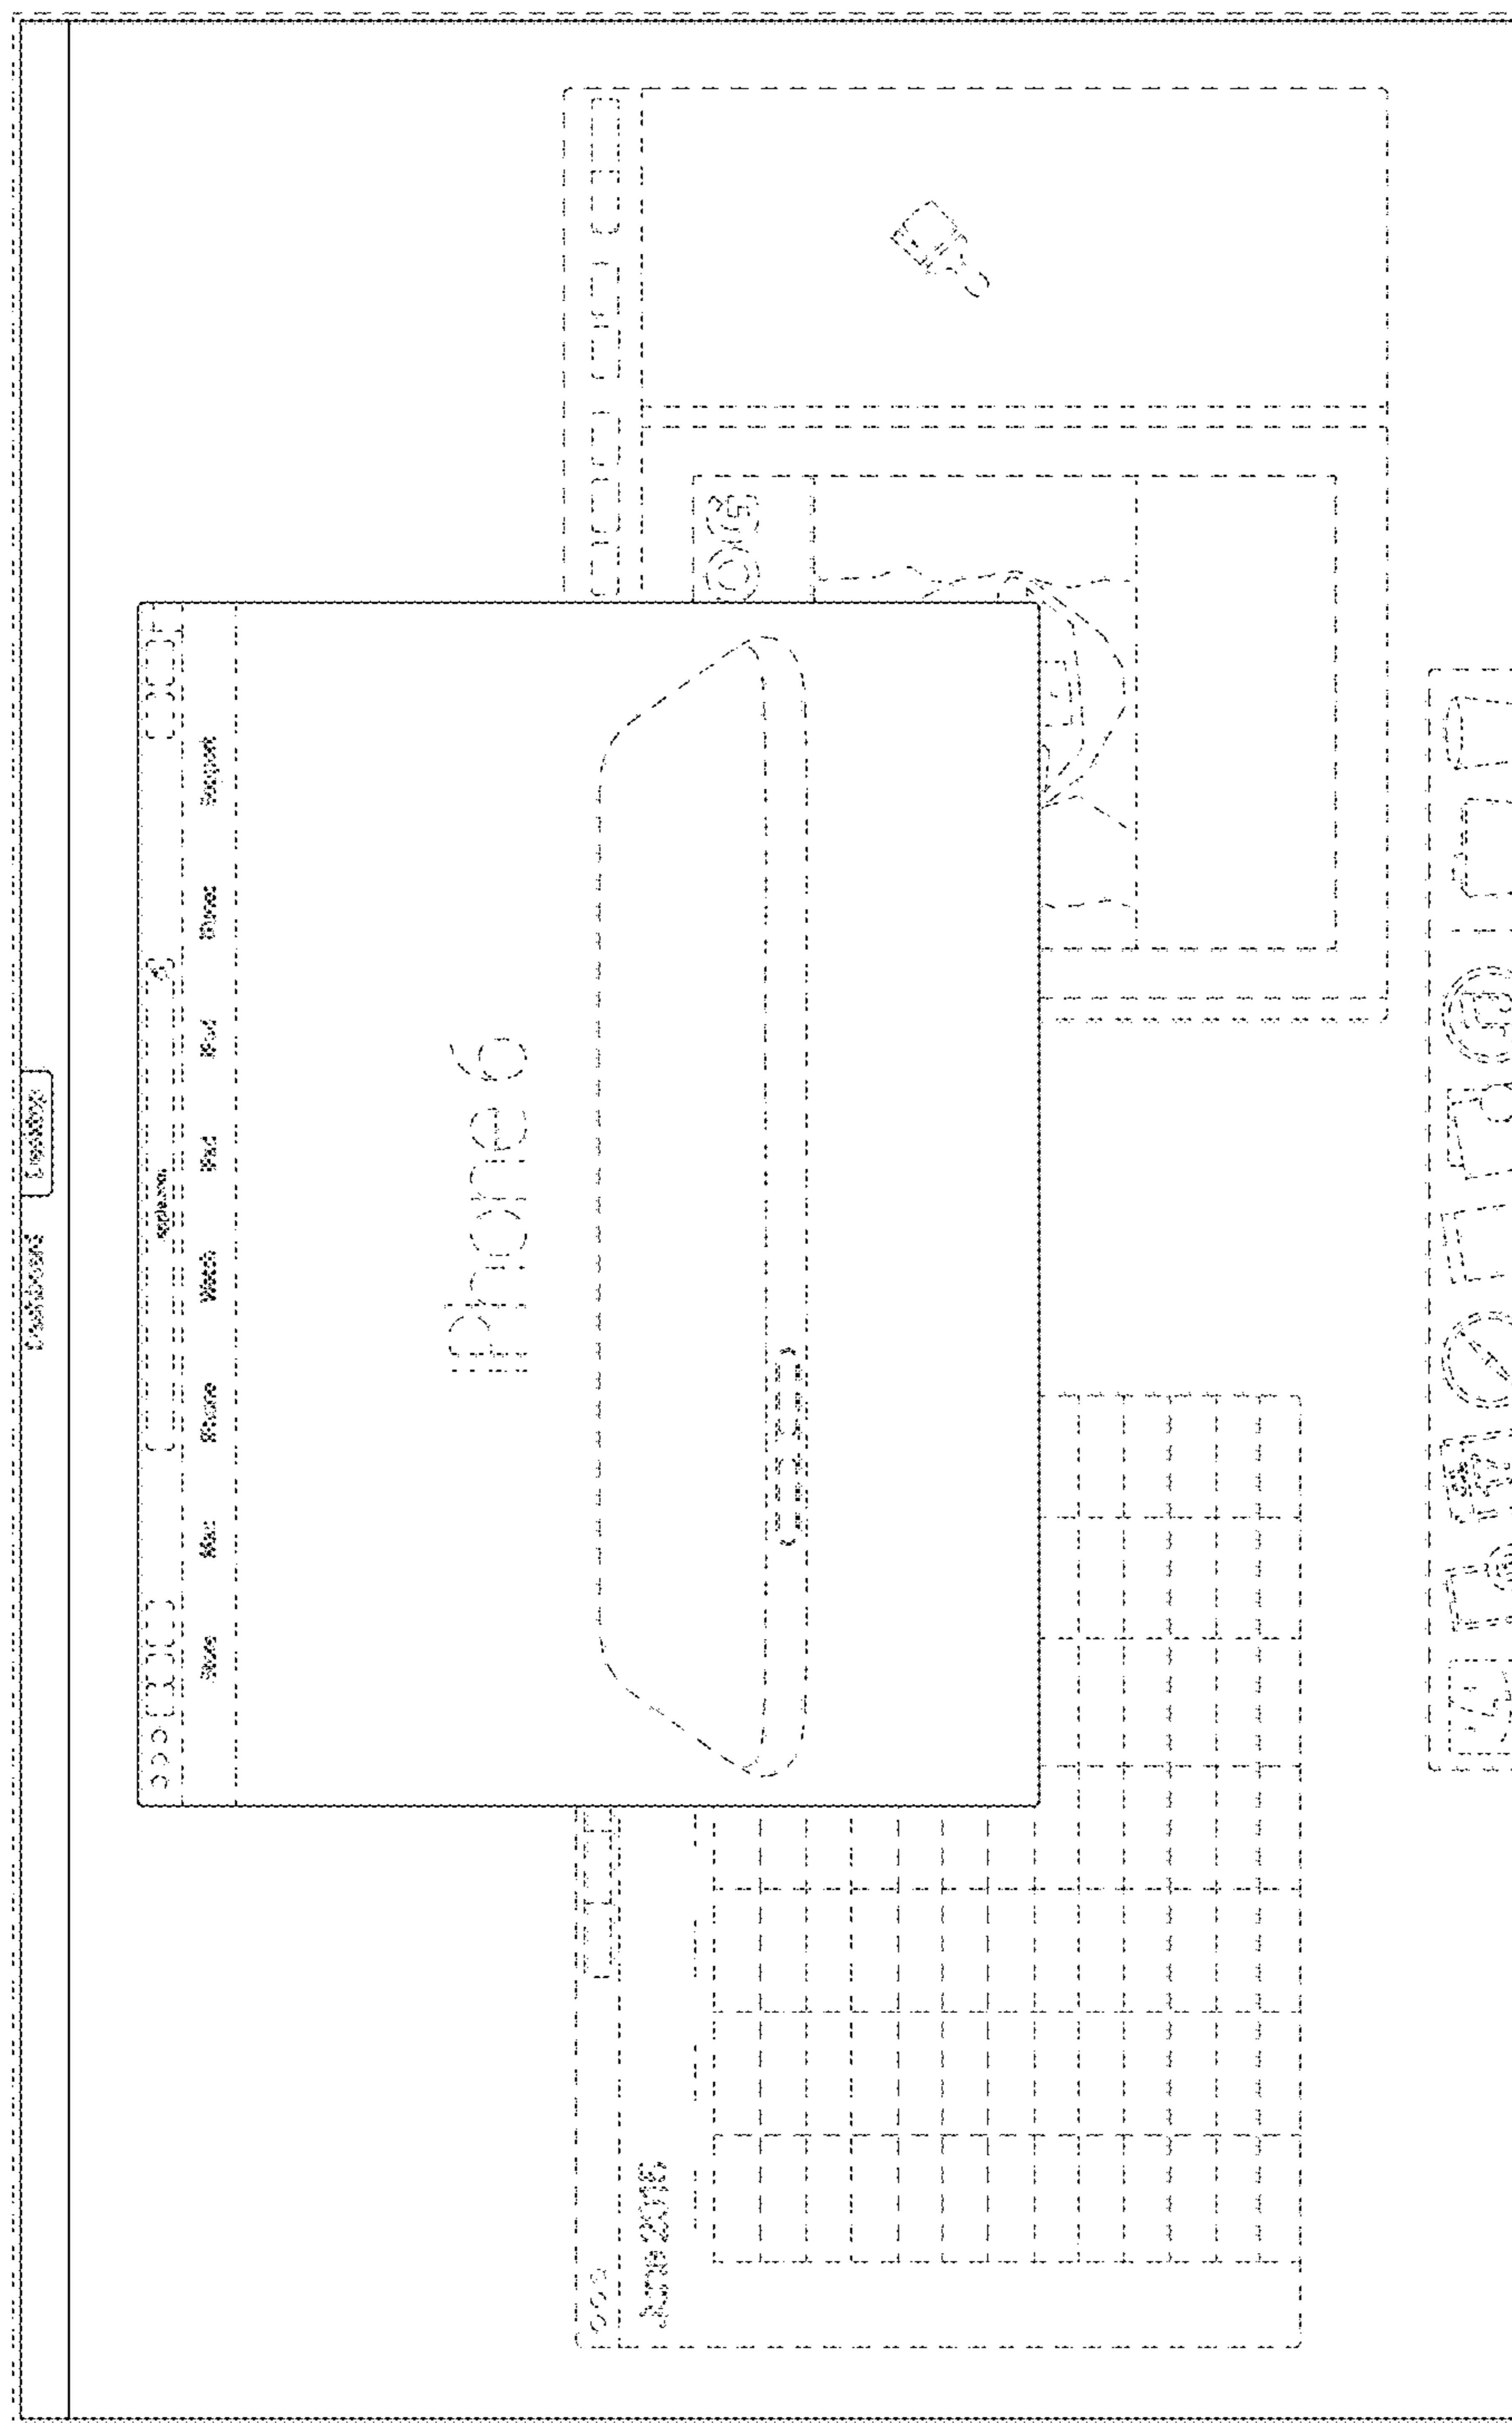 Dashboard Desktop
apple.com
Store Mac iPhone Watch iPad iPod iTunes Support
iPhone 6
June 2015